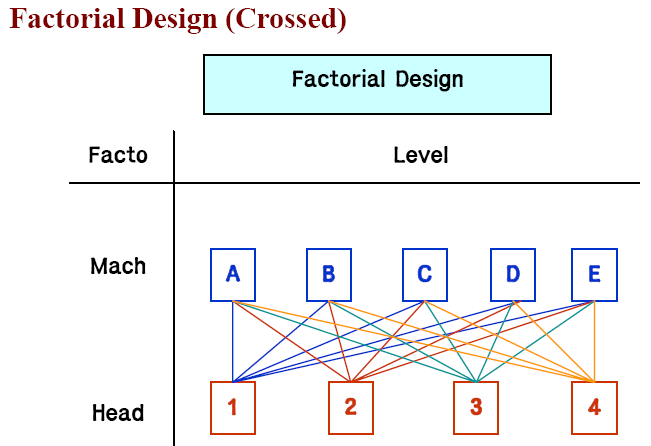 Factorial Design (Crossed)
Factorial Design
Facto Level
Mach A B C D E
Head 1 2 3 4